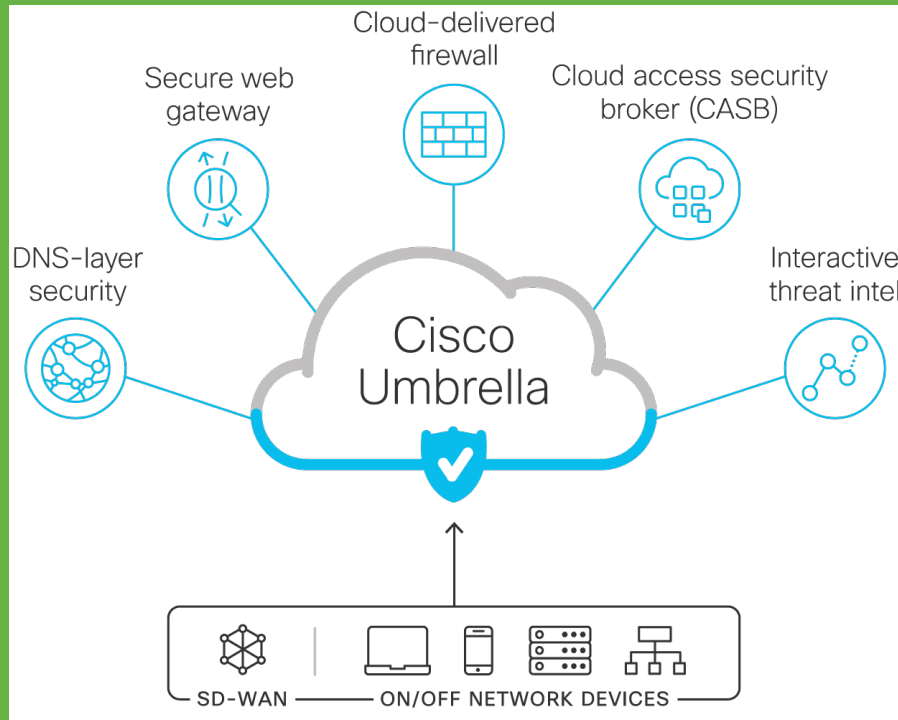 Cloud-delivered
firewall
Secure web
gateway
Cloud access security
broker (CASB)
DNS-layer
security
Interactive
threat intel
Cisco
Umbrella
SD-WAN
ON/OFF NETWORK DEVICES